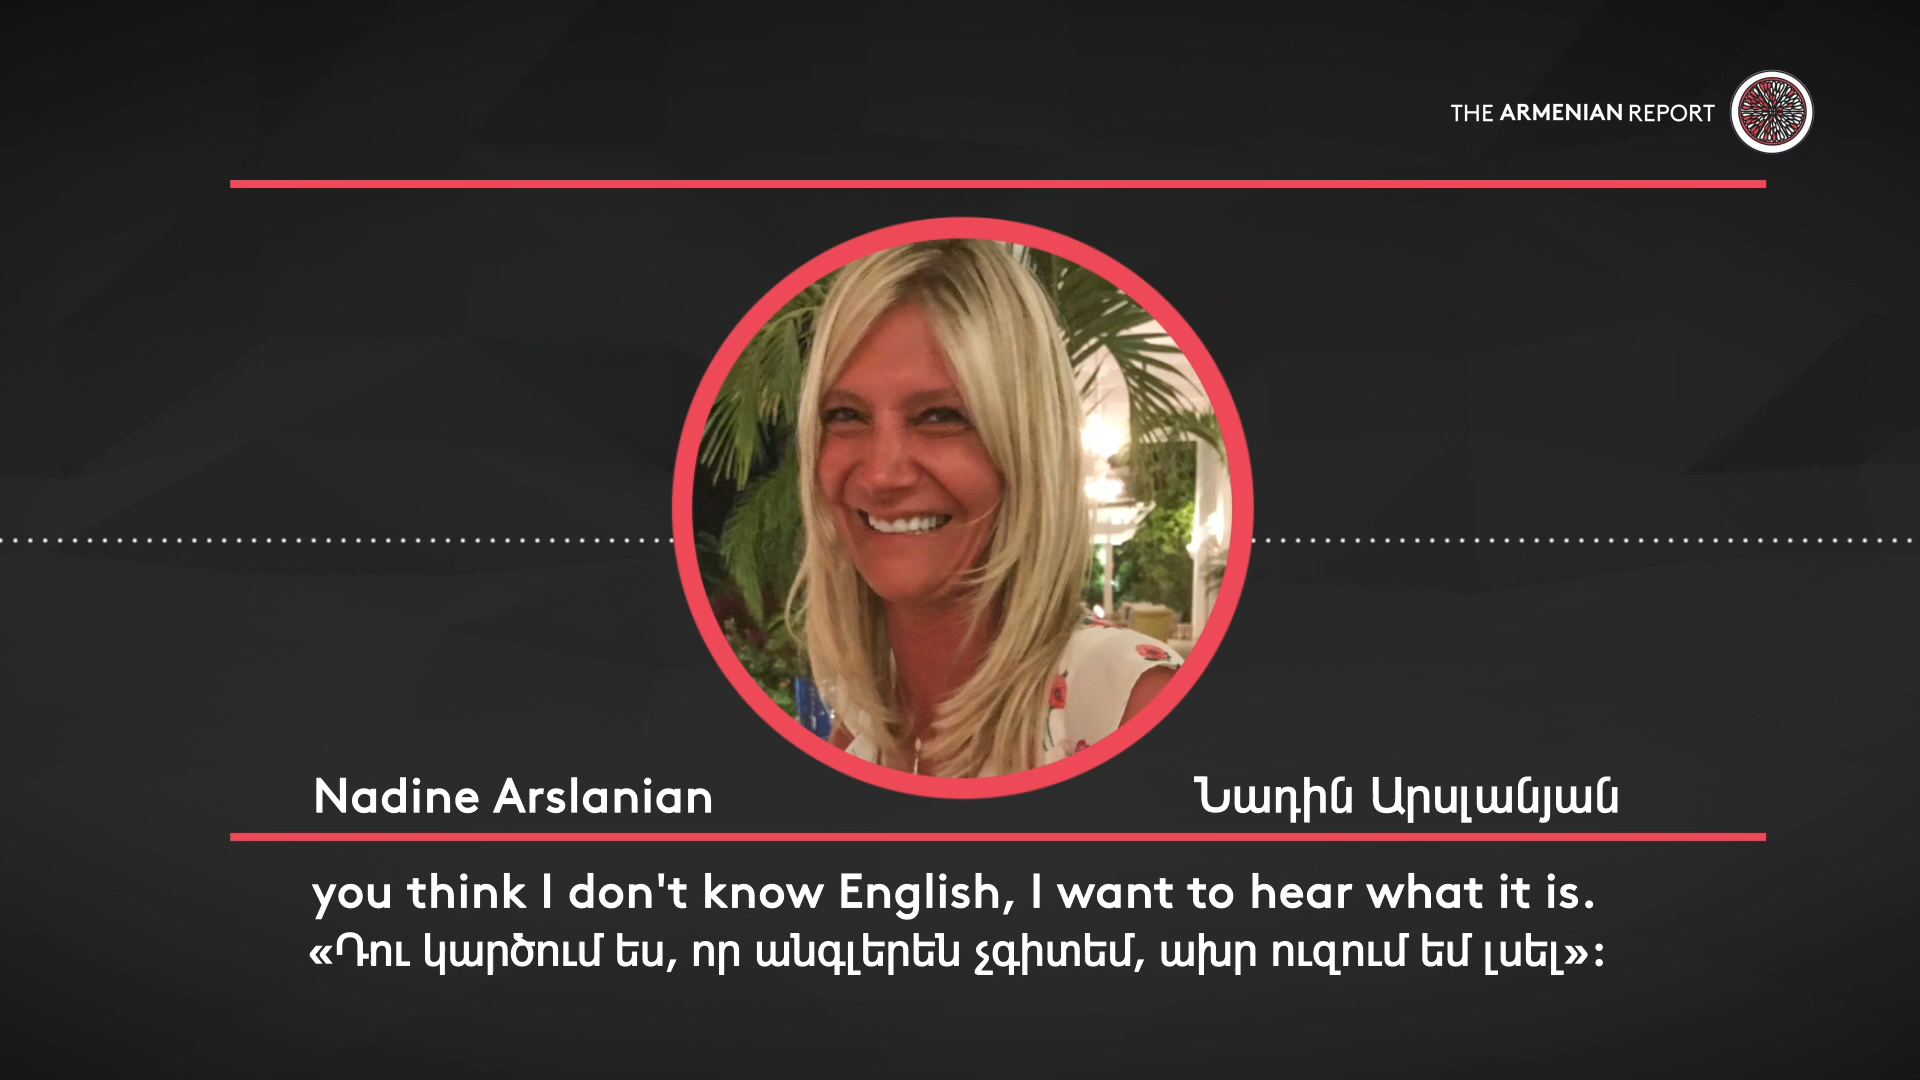 THE ARMENIAN REPORT
Nadine Arslanian
Նադին Արսլանյան
you think I don't know English, I want to hear what it is.
«Դու կարծում ես, որ անգլերեն չգիտեմ, ախր ուզում եմ լսել»: